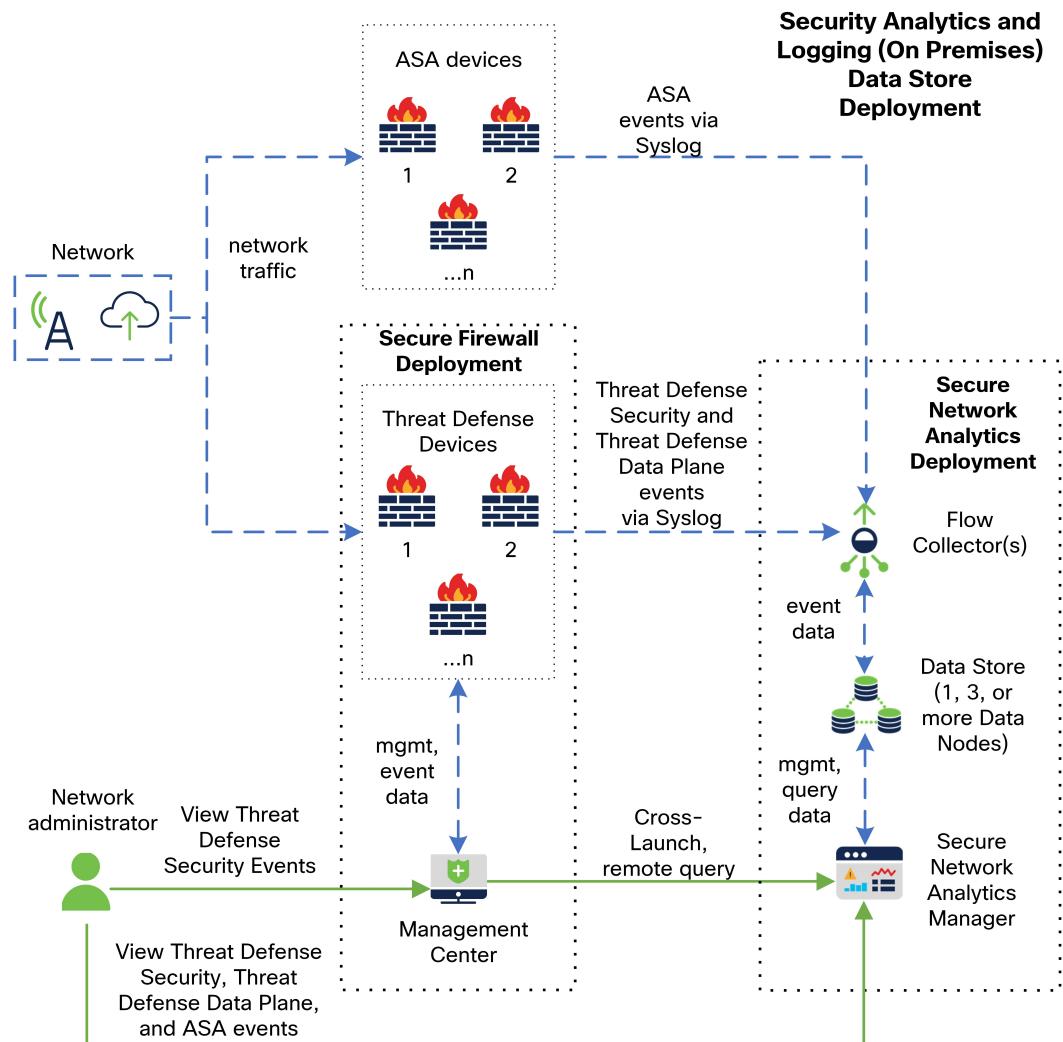 Security Analytics and
Logging (On Premises)
Data Store
Deployment
ASA devices
1
2
...n
ASA
events via
Syslog
Network
network
traffic
Secure Firewall
Deployment
Threat Defense
Devices
1
2
...n
Threat Defense
Security and
Threat Defense
Data Plane
events
via Syslog
Secure
Network
Analytics
Deployment
Flow
Collector(s)
event
data
Data Store
(1, 3, or
more Data
Nodes)
mgmt,
event
data
mgmt,
query
data
Network
administrator
View Threat
Defense
Security Events
Cross-
Launch,
remote query
Secure
Network
Analytics
Manager
Management
Center
View Threat Defense
Security, Threat
Defense Data Plane,
and ASA events